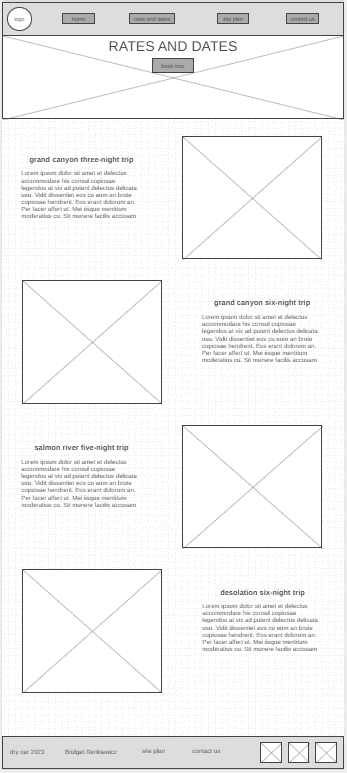 logo
home
rates and dates
site plan
contact us
RATES AND DATES
book now
grand canyon three-night trip
Lorem ipsum dolor sit amet of delectus
accommodare his consul copiosae
legendos at vix ad putent delectus delicata
usu. Vidit dissentiet eos cu eum an brute
copiosae hendrerit. Eos erant dolorum an.
Per facer affert ut. Mei iisque mentitum
moderatius cu. Sit munere facilis accusam
grand canyon six-night trip
Lorem ipsum dolor sit amet of delectus
accommodare his consul copiosae
legendos at vix ad putent delectus delicata
usu. Vidit dissentiet eos cu eum an brute
copiosae hendrerit. Eos erant dolorum an.
Per facer affert ut. Mei iisque mentitum
moderatius cu. Sit munere facilis accusam
salmon river five-night trip
Lorem ipsum dolor sit amet of delectus
accommodare his consul copiosae
legendos at vix ad putent delectus delicata
usu. Vidit dissentiet eos cu eum an brute
copiosae hendrerit. Eos erant dolorum an.
Per facer affert ut. Mei iisque mentitum
moderatius cu. Sit munere facilis accusam
desolation six-night trip
Lorem ipsum dolor sit amet of delectus
accommodare his consul copiosae
legendos at vix ad putent delectus delicata
usu. Vidit dissentiet eos cu eum an brute
copiosae hendrerit. Eos erant dolorum an.
Per facer affert ut. Mei iisque mentitum
moderatius cu. Sit munere facilis accusam
dry oar 2023 Bridget Renkiewicz site plan contact us